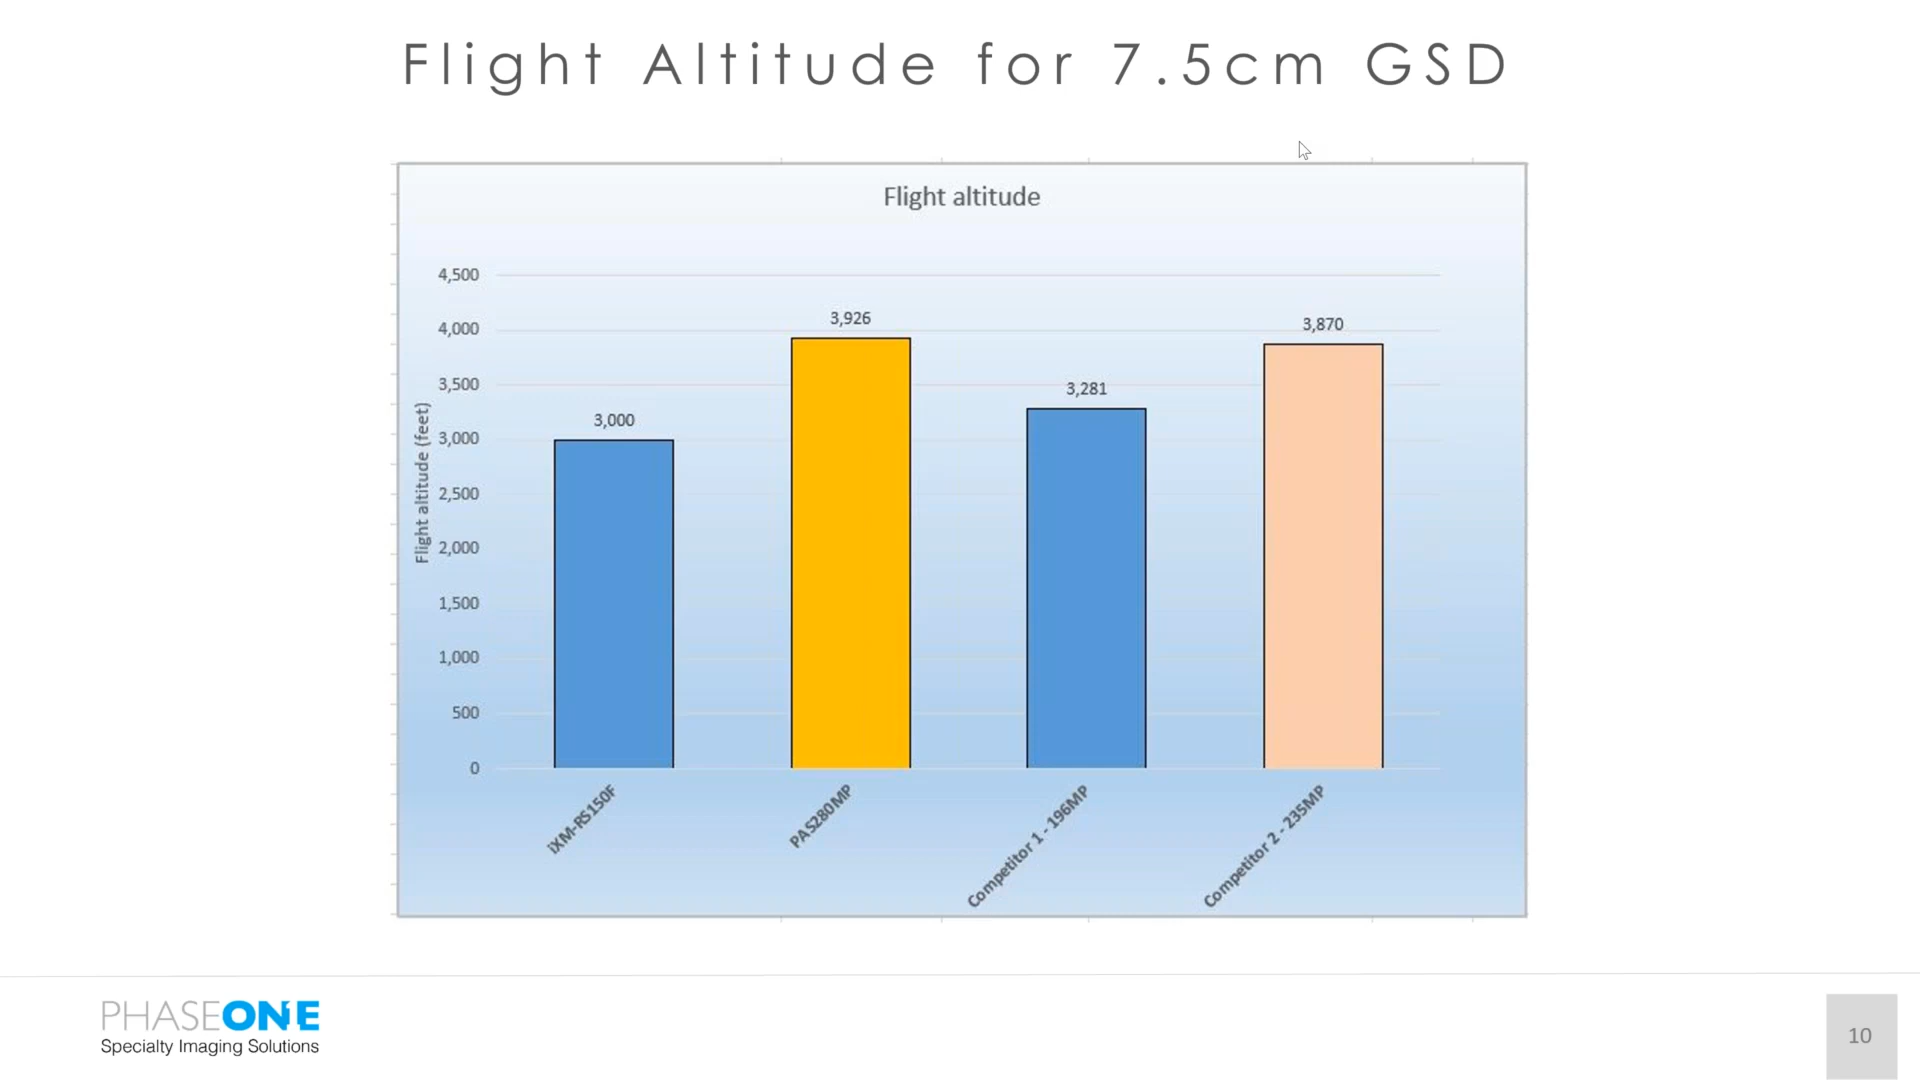 Flight Altitude for 7.5cm GSD
Flight altitude
Flight altitude (feet)
4,500
4,000
3,500
3,000
2,500
2,000
1,500
1,000
500
0
3,000
3,926
3,281
3,870
iXM-RS150F
PAS280MP
Competitor 1 - 196MP
Competitor 2 - 235MP
PHASEONE
Specialty Imaging Solutions
10